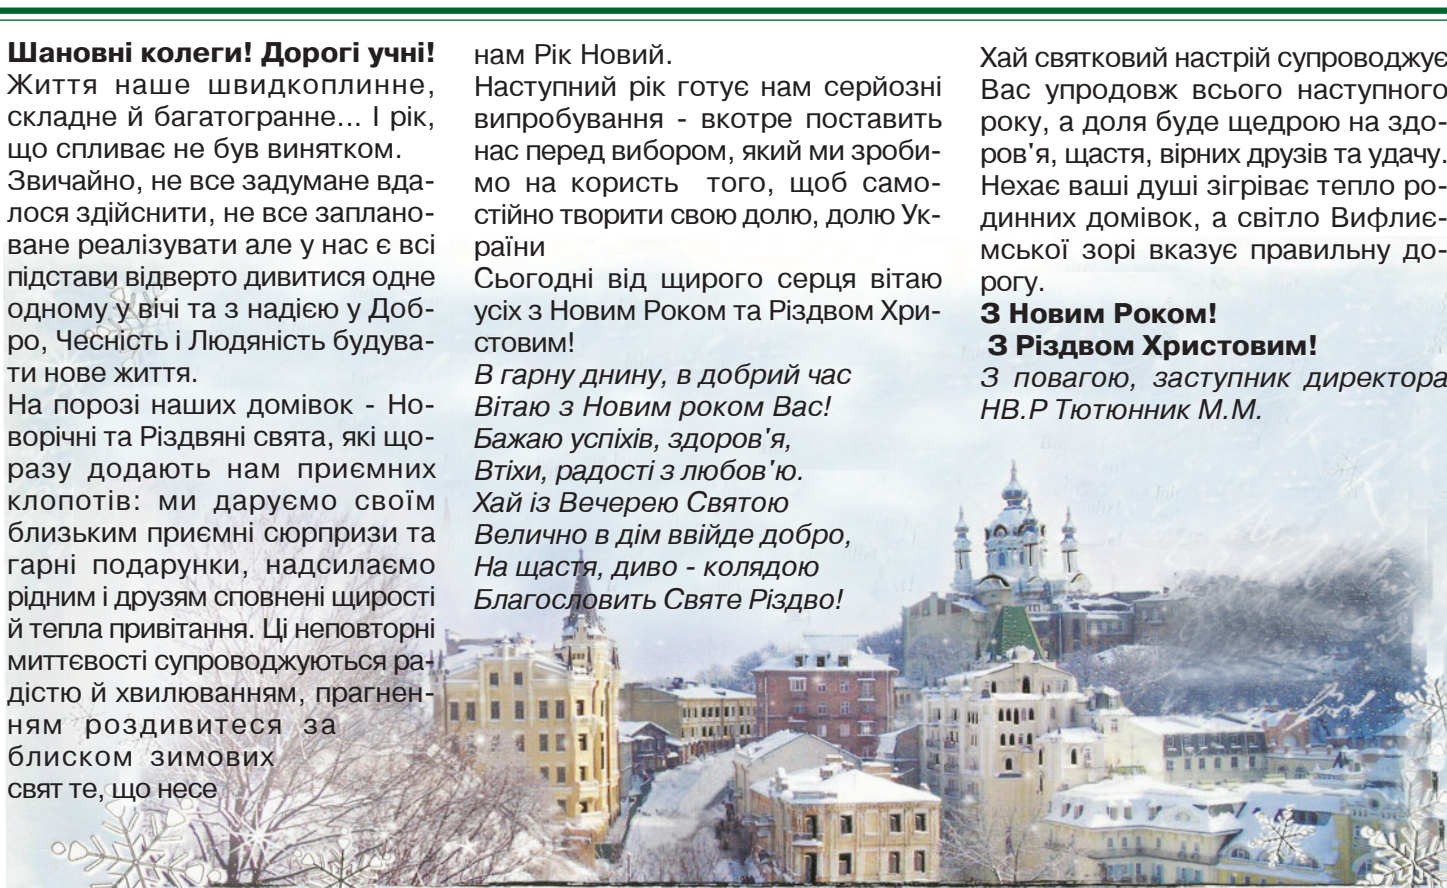 Шановні колеги! Дорогі учні!
Життя наше швидкоплинне,
складне й багатогранне... І рік,
що спливає не був винятком.
Звичайно, не все задумане вда-
лося здійснити, не все заплано-
ване реалізувати але у нас є всі
підстави відверто дивитися одне
одному у вічі та з надією у Доб-
ро, Чесність і Людяність будува-
ти нове життя.
На порозі наших домівок - Но-
ворічні та Різдвяні свята, які що-
разу додають нам приємних
клопотів: ми даруємо своїм
близьким приємні сюрпризи та
гарні подарунки, надсилаємо
рідним і друзям сповнені щирості
й тепла привітання. Ці неповторні
миттєвості супроводжуються ра-
дістю й хвилюванням, прагнен-
ням роздивитеся за
блиском зимових
свят те, що несе
нам Рік Новий.
Наступний рік готує нам серйозні
випробування - вкотре поставить
нас перед вибором, який ми зроби-
мо на користь того, щоб само-
стійно творити свою долю, долю Ук-
раїни
Сьогодні від щирого серця вітаю
усіх з Новим Роком та Різдвом Хри-
стовим!
В гарну днину, в добрий час
Вітаю з Новим роком Вас!
Бажаю успіхів, здоров'я,
Втіхи, радості з любов'ю.
Хай із Вечерею Святою
Велично в дім ввійде добро,
На щастя, диво - колядою
Благословить Святе Різдво!
Хай святковий настрій супроводжує
Вас упродовж всього наступного
року, а доля буде щедрою на здо-
ров'я, щастя, вірних друзів та удачу.
Нехає ваші душі зігріває тепло ро-
динних домівок, а світло Вифлиє-
мської зорі вказує правильну до-
рогу.
З Новим Роком!
З Різдвом Христовим!
З повагою, заступник директора
НВ.Р Тютюнник М.М.